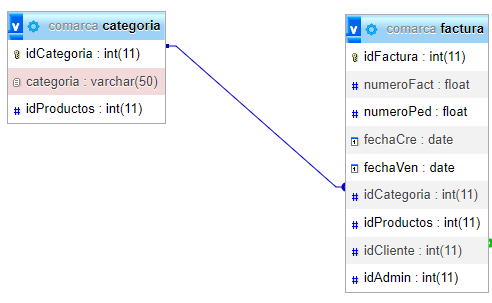 v comarca categoria
idCategoria : int(11)
categoria : varchar(50)
# idProductos : int(11)
v comarca factura
idFactura : int(11)
# numeroFact : float
# numeroPed : float
fechaCre : date
fechaVen : date
# idCategoria : int(11)
# idProductos : int(11)
# idCliente : int(11)
# idAdmin : int(11)